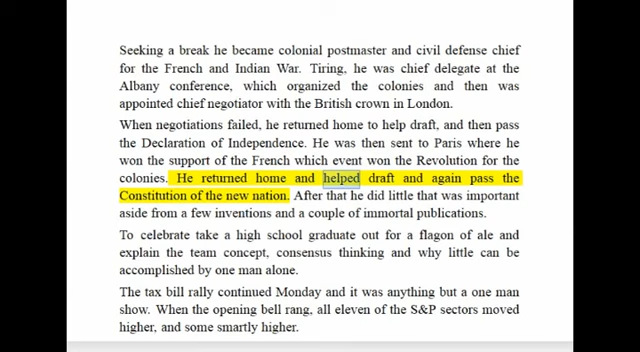 Seeking a break he became colonial postmaster and civil defense chief
for the French and Indian War. Tiring, he was chief delegate at the
Albany conference, which organized the colonies and then was
appointed chief negotiator with the British crown in London.
When negotiations failed, he returned home to help draft, and then pass
the Declaration of Independence. He was then sent to Paris where he
won the support of the French which event won the Revolution for the
colonies. He returned home and helped draft and again pass the
Constitution of the new nation. After that he did little that was important
aside from a few inventions and a couple of immortal publications.
To celebrate take a high school graduate out for a flagon of ale and
explain the team concept, consensus thinking and why little can be
accomplished by one man alone.
The tax bill rally continued Monday and it was anything but a one man
show. When the opening bell rang, all eleven of the S&P sectors moved
higher, and some smartly higher.